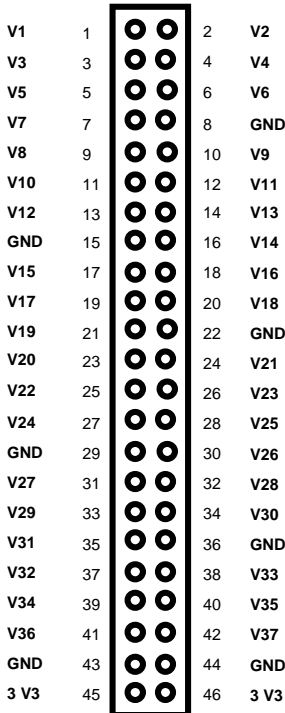 V1 1 2 V2
V3 3 4 V4
V5 5 6 V6
V7 7 8 GND
V8 9 10 V9
V10 11 12 V11
V12 13 14 V13
GND 15 16 V14
V15 17 18 V16
V17 19 20 V18
V19 21 22 GND
V20 23 24 V21
V22 25 26 V23
V24 27 28 V25
GND 29 30 V26
V27 31 32 V28
V29 33 34 V30
V31 35 36 GND
V32 37 38 V33
V34 39 40 V35
V36 41 42 V37
GND 43 44 GND
3 V3 45 46 3 V3